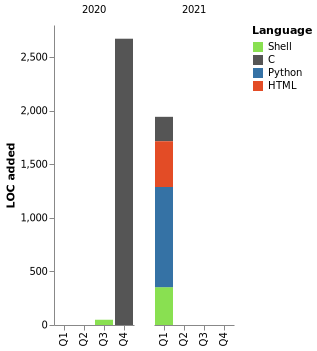 2020
2021
Language
Shell
C
Python
HTML
LOC added
2,500
2,000
1,500
1,000
500
0
Q1
Q2
Q3
Q4
Q1
Q2
Q3
Q4